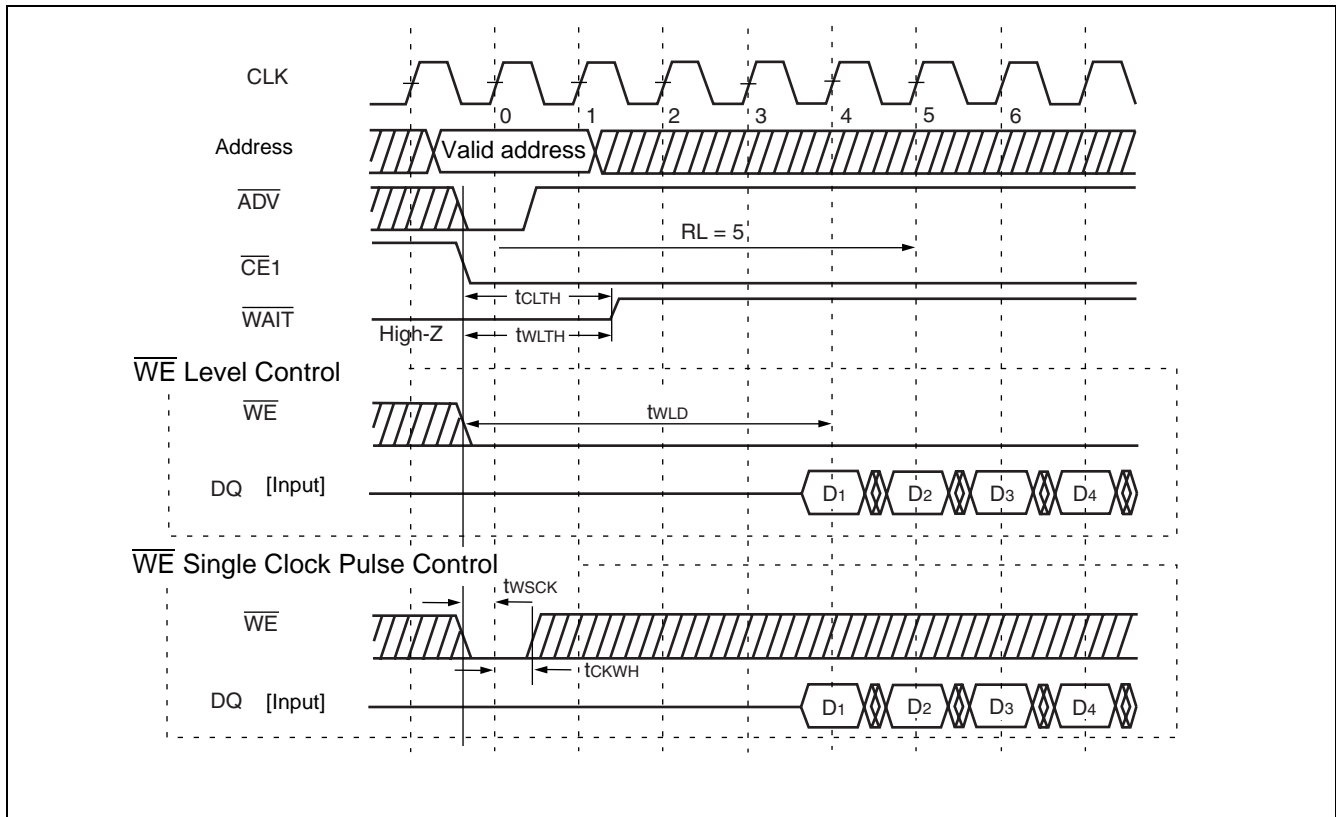 CLK
0 1 2 3 4 5 6
Address
Valid address
ADV
RL = 5
CE1
tCLTH
WAIT
High-Z
tWLTH
WE Level Control
WE
tWLD
DQ [Input]
D1 D2 D3 D4
WE Single Clock Pulse Control
tWSCK
WE
tCKWH
DQ [Input]
D1 D2 D3 D4